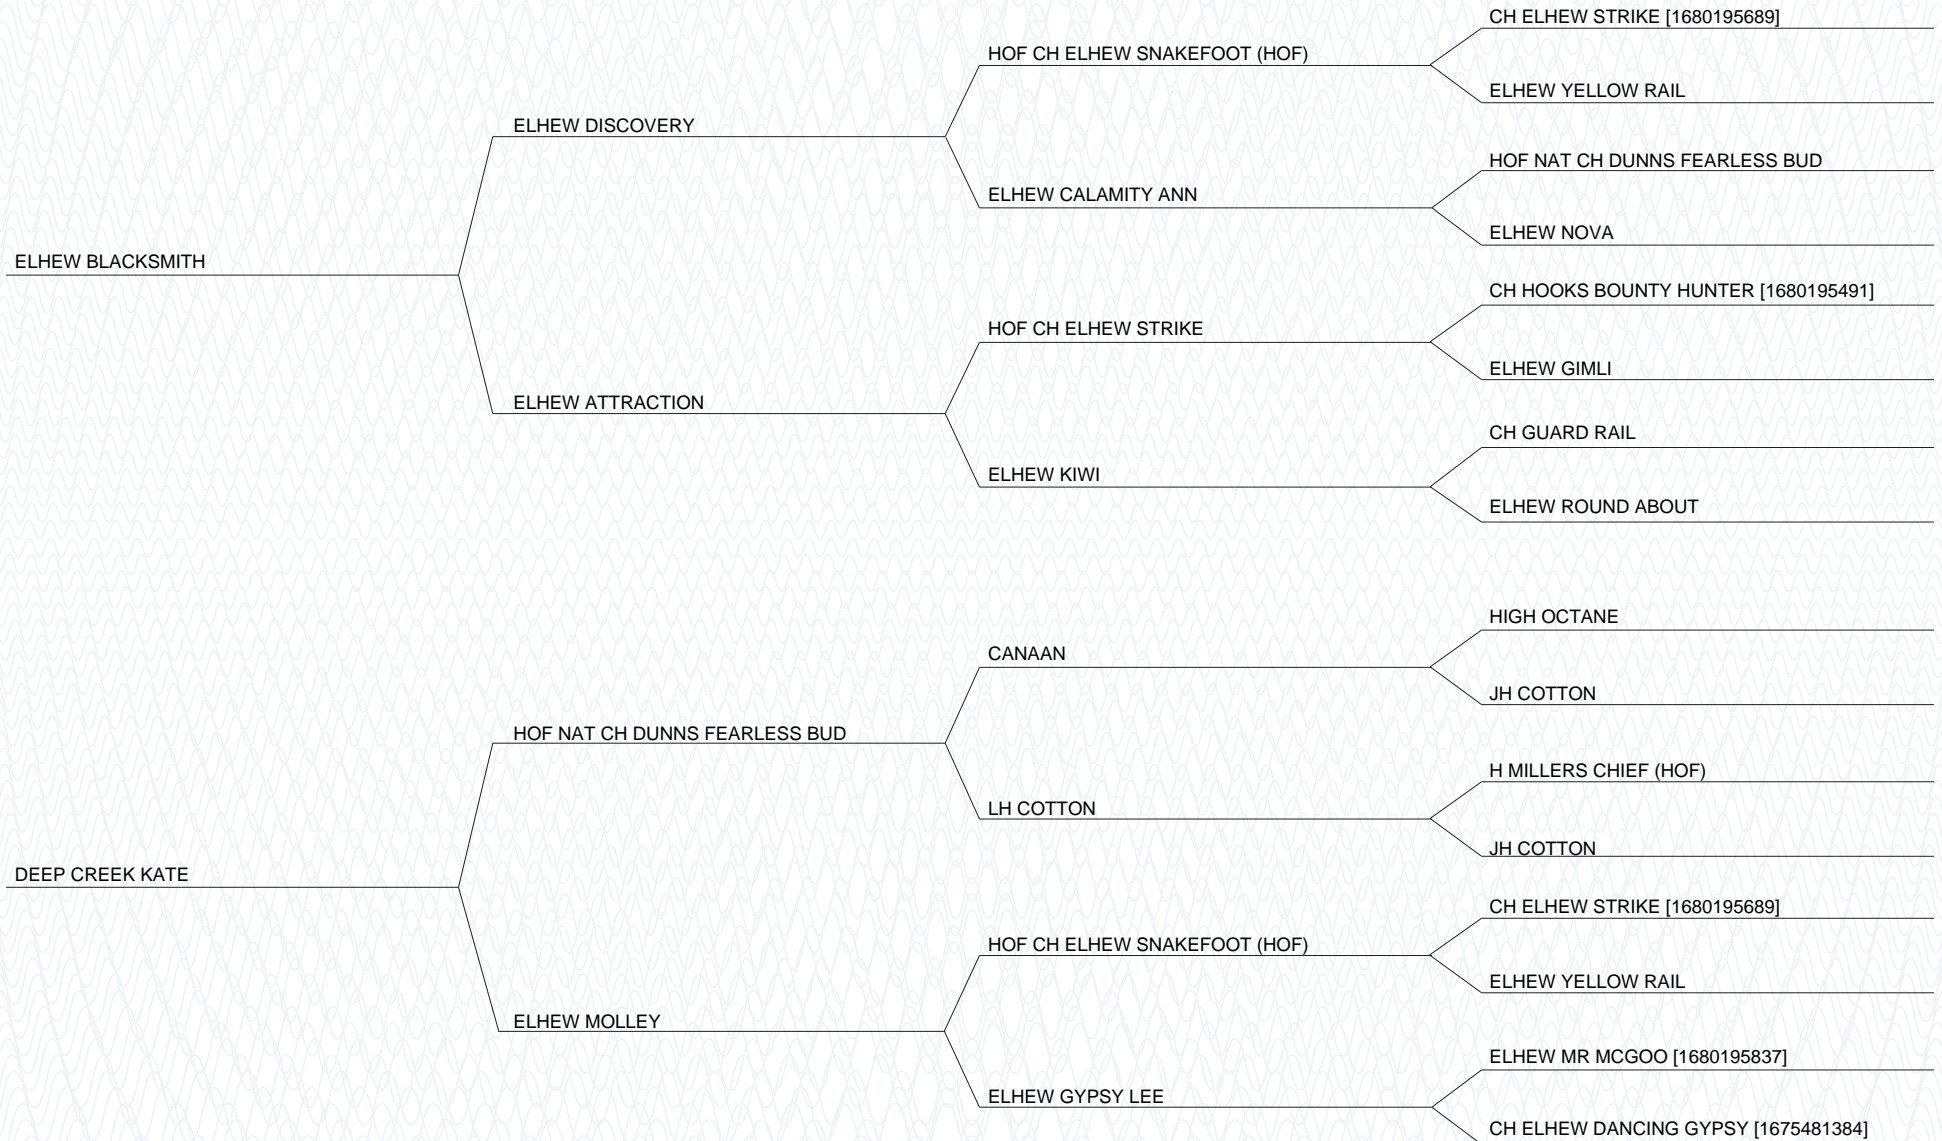 CH ELHEW STRIKE [1680195689]
HOF CH ELHEW SNAKEFOOT (HOF)
ELHEW YELLOW RAIL
ELHEW DISCOVERY
HOF NAT CH DUNNS FEARLESS BUD
ELHEW CALAMITY ANN
ELHEW NOVA
ELHEW BLACKSMITH
CH HOOKS BOUNTY HUNTER [1680195491]
HOF CH ELHEW STRIKE
ELHEW GIMLI
ELHEW ATTRACTION
CH GUARD RAIL
ELHEW KIWI
ELHEW ROUND ABOUT
HIGH OCTANE
CANAAN
JH COTTON
HOF NAT CH DUNNS FEARLESS BUD
H MILLERS CHIEF (HOF)
LH COTTON
JH COTTON
DEEP CREEK KATE
CH ELHEW STRIKE [1680195689]
HOF CH ELHEW SNAKEFOOT (HOF)
ELHEW YELLOW RAIL
ELHEW MOLLEY
ELHEW MR MCGOO [1680195837]
ELHEW GYPSY LEE
CH ELHEW DANCING GYPSY [1675481384]